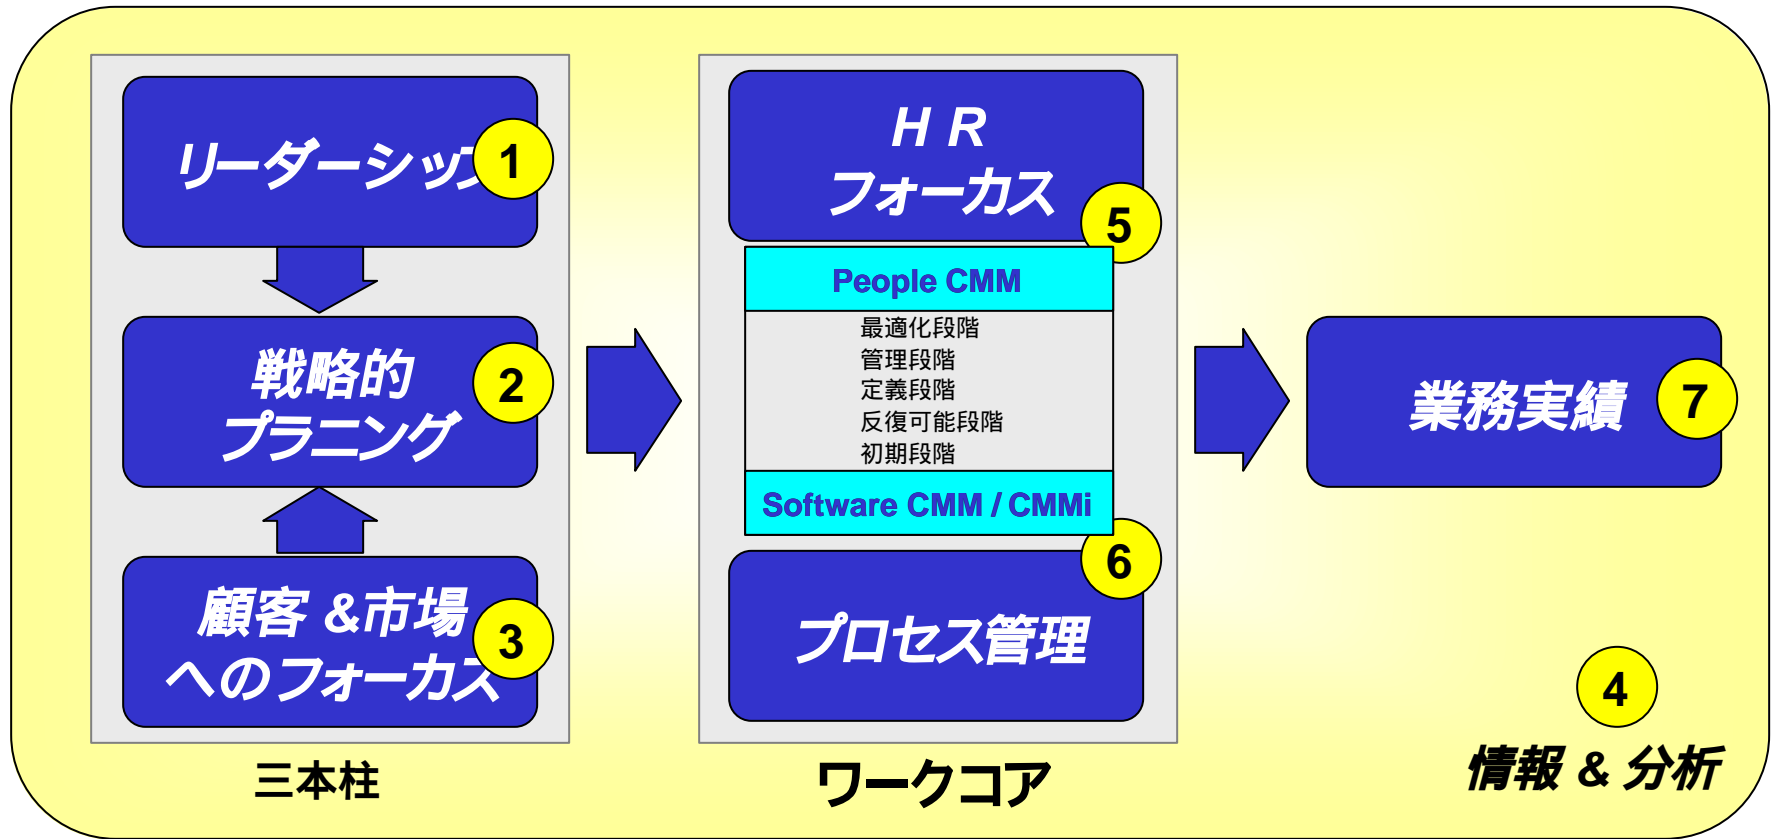 リーダーシップ
1
戦略的
プラニング
2
顧客 &市場
へのフォーカス
3
三本柱
H R
フォーカス
5
People CMM
最適化段階
管理段階
定義段階
反復可能段階
初期段階
Software CMM / CMMi
6
プロセス管理
ワークコア
業務実績
7
4
情報 & 分析